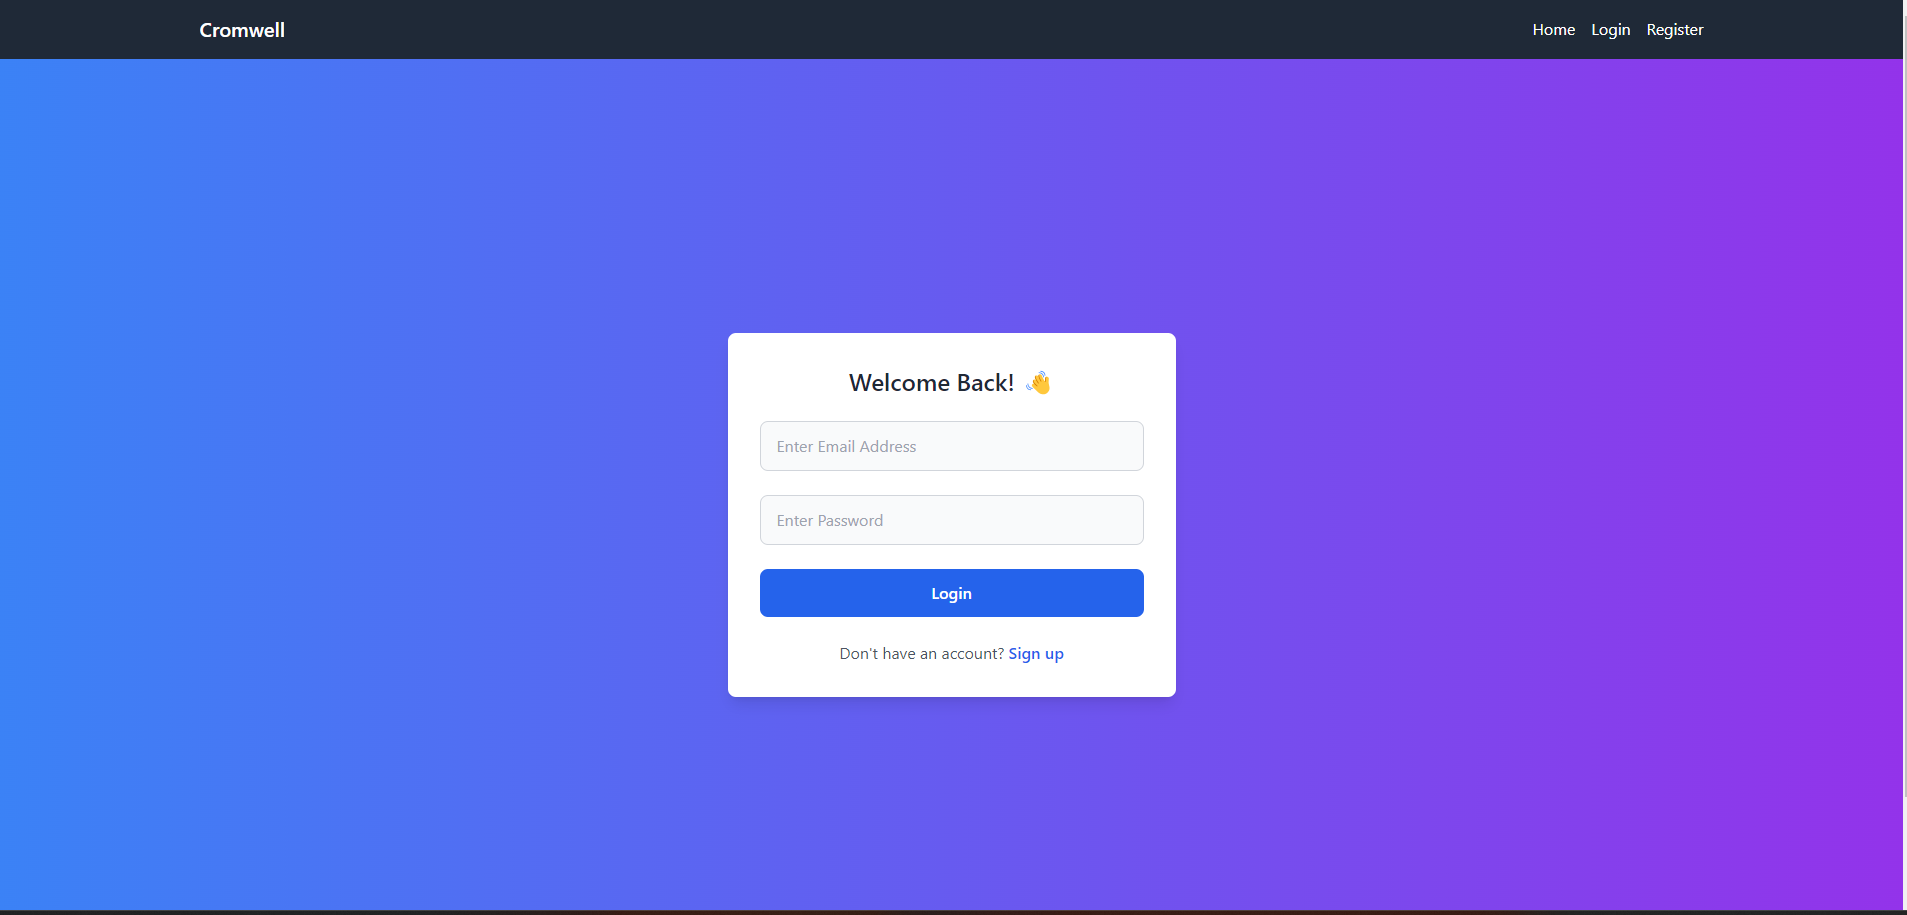 Cromwell
Home Login Register
Welcome Back! 👋
Enter Email Address
Enter Password
Login
Don't have an account? Sign up